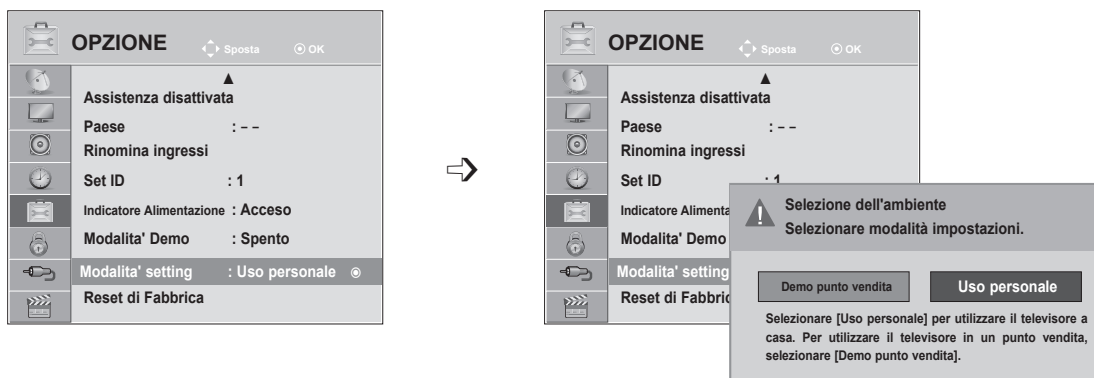 OPZIONE Sposta OK
▲
Assistenza disattivata
Paese : – –
Rinomina ingressi
Set ID : 1
Indicatore Alimentazione : Acceso
Modalita' Demo : Spento
Modalita' setting : Uso personale
Reset di Fabbrica
OPZIONE Sposta OK
▲
Assistenza disattivata
Paese : – –
Rinomina ingressi
Set ID : 1
Indicatore Alimenta
Modalita' Demo
Modalita' setting
Reset di Fabbric
Selezione dell'ambiente
Selezionare modalità impostazioni.
Demo punto vendita Uso personale
Selezionare [Uso personale] per utilizzare il televisore a
casa. Per utilizzare il televisore in un punto vendita,
selezionare [Demo punto vendita].